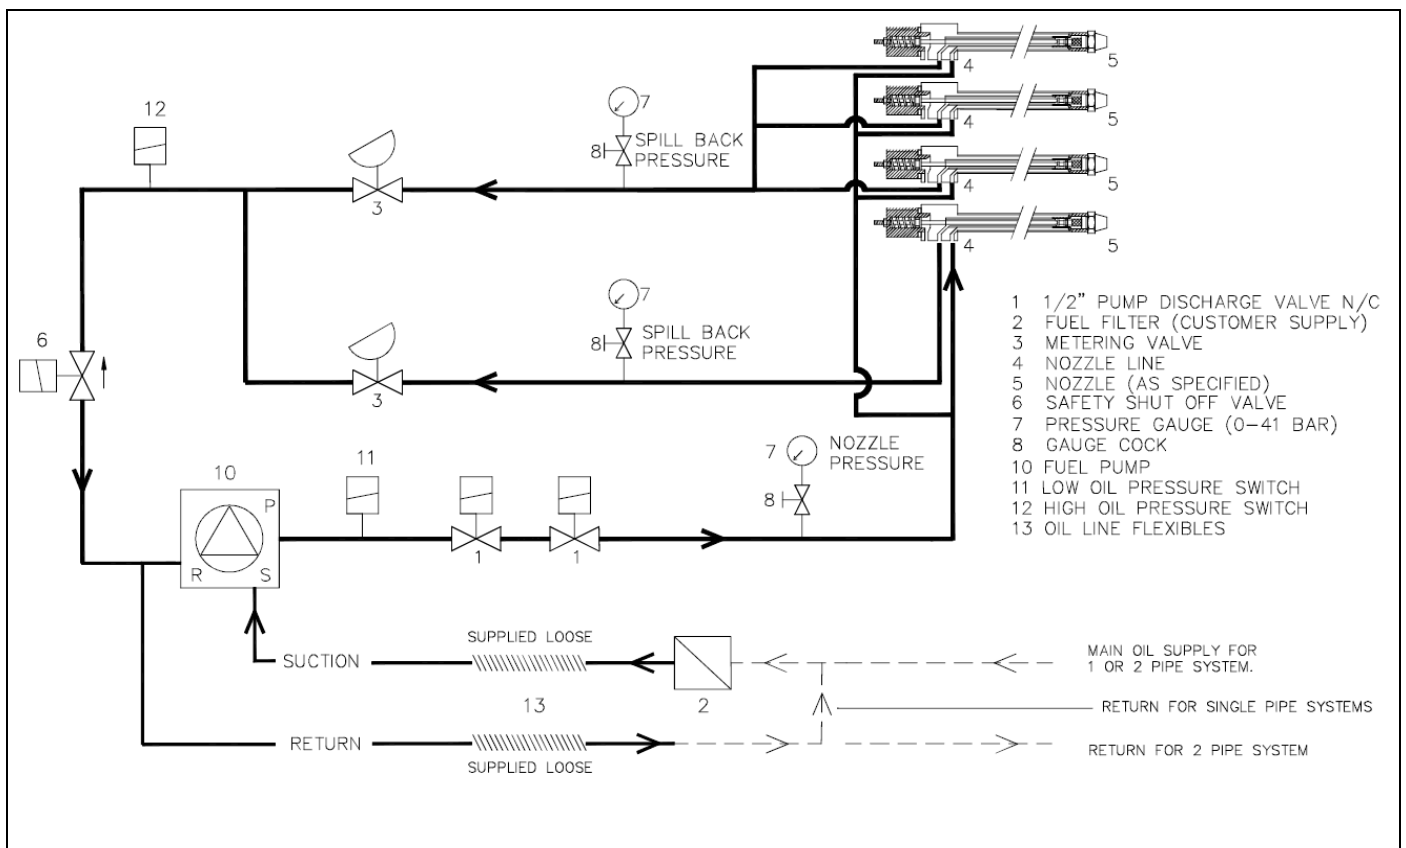 4
5
12
7
4
5
SPILL BACK
PRESSURE
8
3
4
5
4
5
7
SPILL BACK
PRESSURE
8
6
3
1 1/2" PUMP DISCHARGE VALVE N/C
2 FUEL FILTER (CUSTOMER SUPPLY)
3 METERING VALVE
4 NOZZLE LINE
5 NOZZLE (AS SPECIFIED)
6 SAFETY SHUT OFF VALVE
7 PRESSURE GAUGE (0-41 BAR)
8 GAUGE COCK
10 FUEL PUMP
11 LOW OIL PRESSURE SWITCH
12 HIGH OIL PRESSURE SWITCH
13 OIL LINE FLEXIBLES
7
NOZZLE
PRESSURE
8
10
11
P
R
S
1
1
SUPPLIED LOOSE
SUCTION
MAIN OIL SUPPLY FOR
1 OR 2 PIPE SYSTEM.
13
2
RETURN FOR SINGLE PIPE SYSTEMS
RETURN
RETURN FOR 2 PIPE SYSTEM
SUPPLIED LOOSE